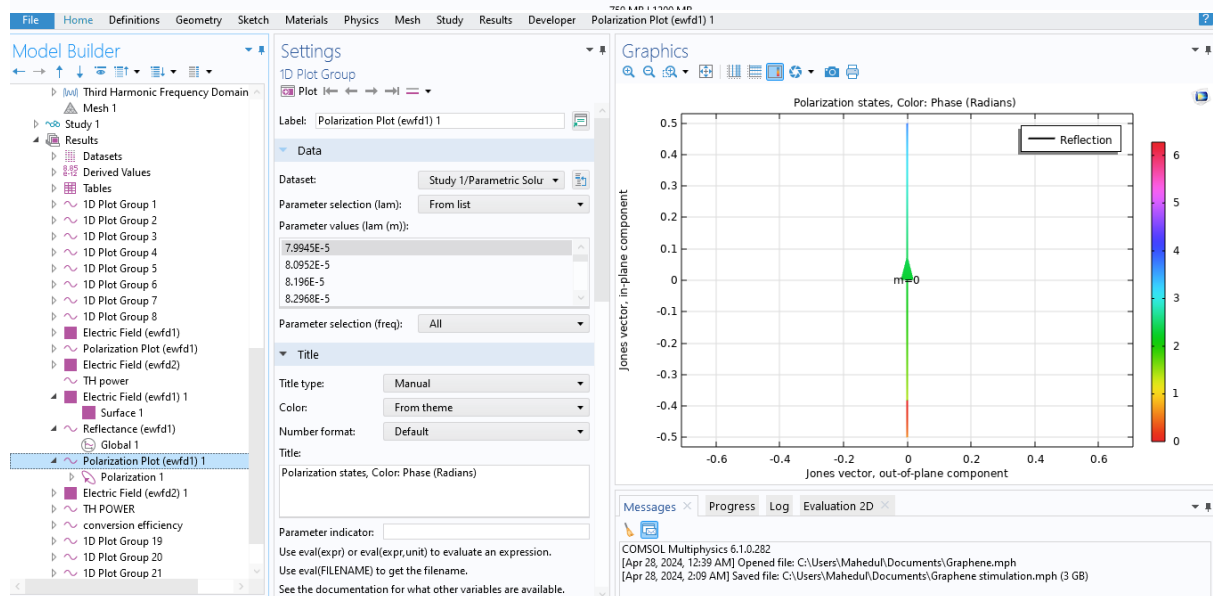 750 MB | 1200 MB
File Home Definitions Geometry Sketch Materials Physics Mesh Study Results Developer Polarization Plot (ewfd1) 1 ?
Model Builder
Third Harmonic Frequency Domain
Mesh 1
Study 1
Results
Datasets
8.85
e-12
Derived Values
Tables
1D Plot Group 1
1D Plot Group 2
1D Plot Group 3
1D Plot Group 4
1D Plot Group 5
1D Plot Group 6
1D Plot Group 7
1D Plot Group 8
Electric Field (ewfd1)
Polarization Plot (ewfd1)
Electric Field (ewfd2)
TH power
Electric Field (ewfd1) 1
Surface 1
Reflectance (ewfd1)
Global 1
Polarization Plot (ewfd1) 1
Polarization 1
Electric Field (ewfd2) 1
TH POWER
conversion efficiency
1D Plot Group 19
1D Plot Group 20
1D Plot Group 21
Settings
1D Plot Group
Plot
Label: Polarization Plot (ewfd1) 1
Data
Dataset: Study 1/Parametric Solu
Parameter selection (lam): From list
Parameter values (lam (m)):
7.9945E-5
8.0952E-5
8.196E-5
8.2968E-5
Parameter selection (freq): All
Title
Title type: Manual
Color: From theme
Number format: Default
Title:
Polarization states, Color: Phase (Radians)
Parameter indicator:
Use eval(expr) or eval(expr,unit) to evaluate an expression.
Use eval(FILENAME) to get the filename.
See the documentation for what other variables are available.
Graphics
Polarization states, Color: Phase (Radians)
Reflection
Jones vector, in-plane component
0.5
0.4
0.3
0.2
0.1
0
-0.1
-0.2
-0.3
-0.4
-0.5
m=0
-0.6 -0.4 -0.2 0 0.2 0.4 0.6
Jones vector, out-of-plane component
6
5
4
3
2
1
0
Messages Progress Log Evaluation 2D
COMSOL Multiphysics 6.1.0.282
[Apr 28, 2024, 12:39 AM] Opened file: C:\Users\Mahedul\Documents\Graphene.mph
[Apr 28, 2024, 2:09 AM] Saved file: C:\Users\Mahedul\Documents\Graphene stimulation.mph (3 GB)